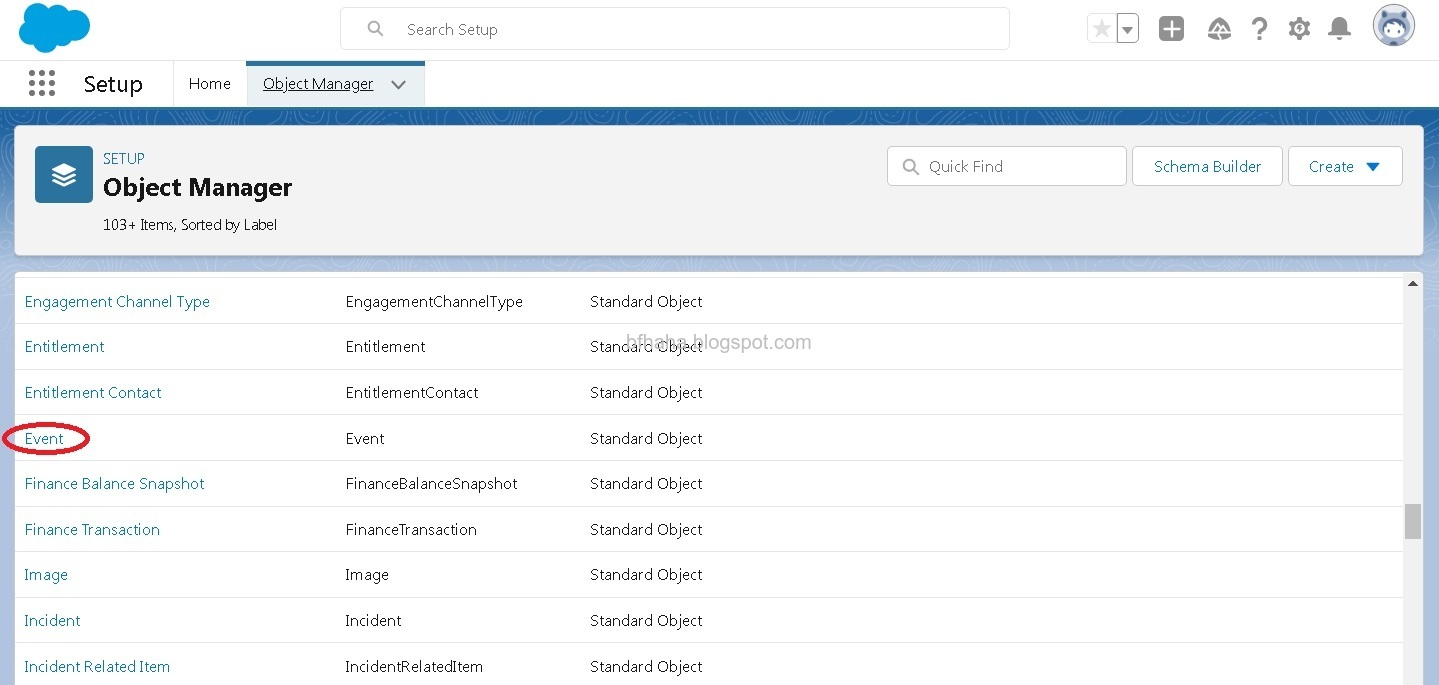 Search Setup
Setup Home Object Manager
SETUP
Object Manager
103+ Items, Sorted by Label
Quick Find Schema Builder Create
Engagement Channel Type EngagementChannelType Standard Object
Entitlement Entitlement Standard Object
bfhaha.blogspot.com
Entitlement Contact EntitlementContact Standard Object
Event Event Standard Object
Finance Balance Snapshot FinanceBalanceSnapshot Standard Object
Finance Transaction FinanceTransaction Standard Object
Image Image Standard Object
Incident Incident Standard Object
Incident Related Item IncidentRelatedItem Standard Object